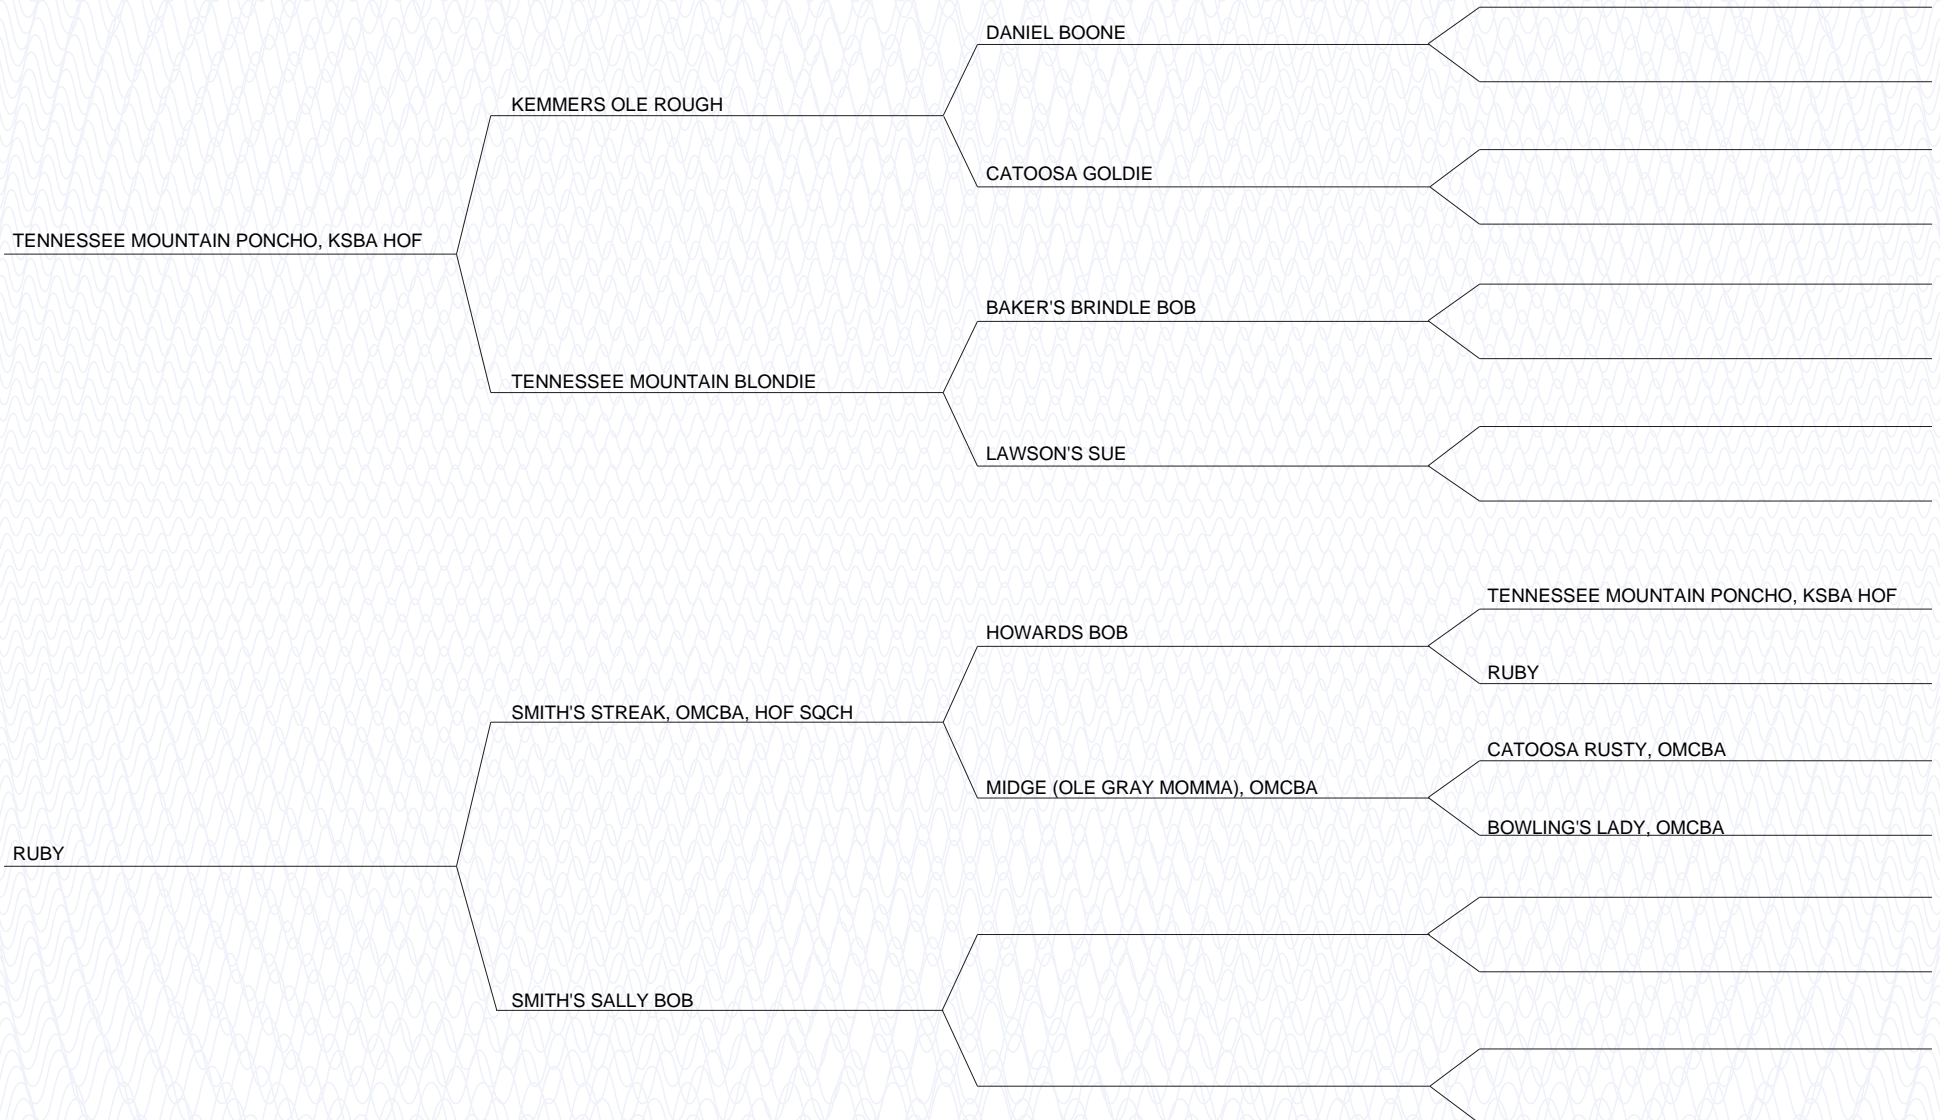 DANIEL BOONE
KEMMERS OLE ROUGH
CATOOSA GOLDIE
TENNESSEE MOUNTAIN PONCHO, KSBA HOF
BAKER'S BRINDLE BOB
TENNESSEE MOUNTAIN BLONDIE
LAWSON'S SUE
TENNESSEE MOUNTAIN PONCHO, KSBA HOF
HOWARDS BOB
RUBY
SMITH'S STREAK, OMCBA, HOF SQCH
CATOOSA RUSTY, OMCBA
MIDGE (OLE GRAY MOMMA), OMCBA
BOWLING'S LADY, OMCBA
RUBY
SMITH'S SALLY BOB